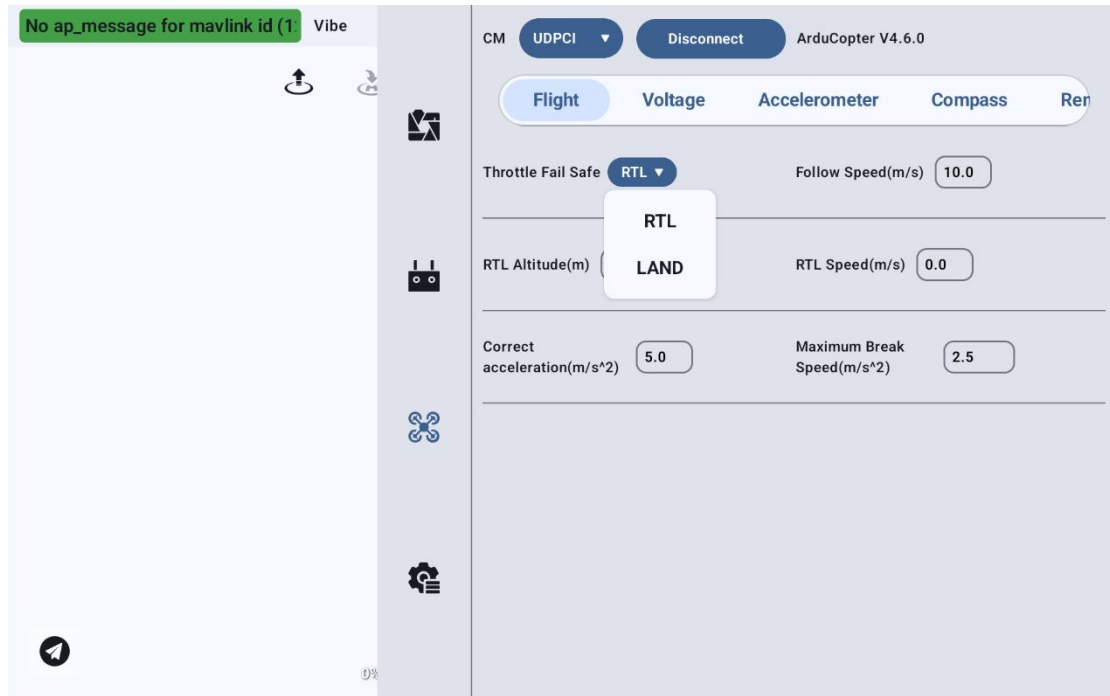 No ap_message for mavlink id (1 Vibe
CM UDPCI ▼ Disconnect ArduCopter V4.6.0
Flight Voltage Accelerometer Compass Rer
Throttle Fail Safe RTL ▼ Follow Speed(m/s) 10.0
RTL
RTL Altitude(m) LAND RTL Speed(m/s) 0.0
Correct
acceleration(m/s^2) 5.0
Maximum Break
Speed(m/s^2) 2.5
0%